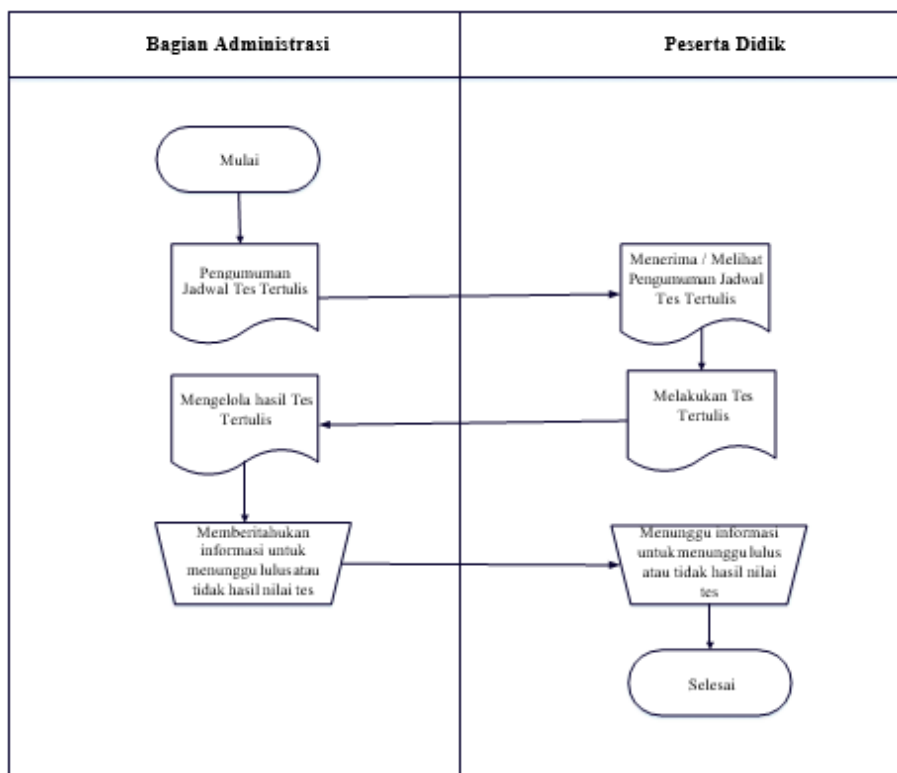 Bagian Administrasi
Peserta Didik
Mulai
Pengumuman
Jadwal Tes Tertulis
Menerima / Melihat
Pengumuman Jadwal
Tes Tertulis
Melakukan Tes
Tertulis
Mengelola hasil Tes
Tertulis
Memberitahukan
informasi untuk
menunggu lulus atau
tidak hasil nilai tes
Menunggu informasi
untuk menunggu lulus
atau tidak hasil nilai
tes
Selesai